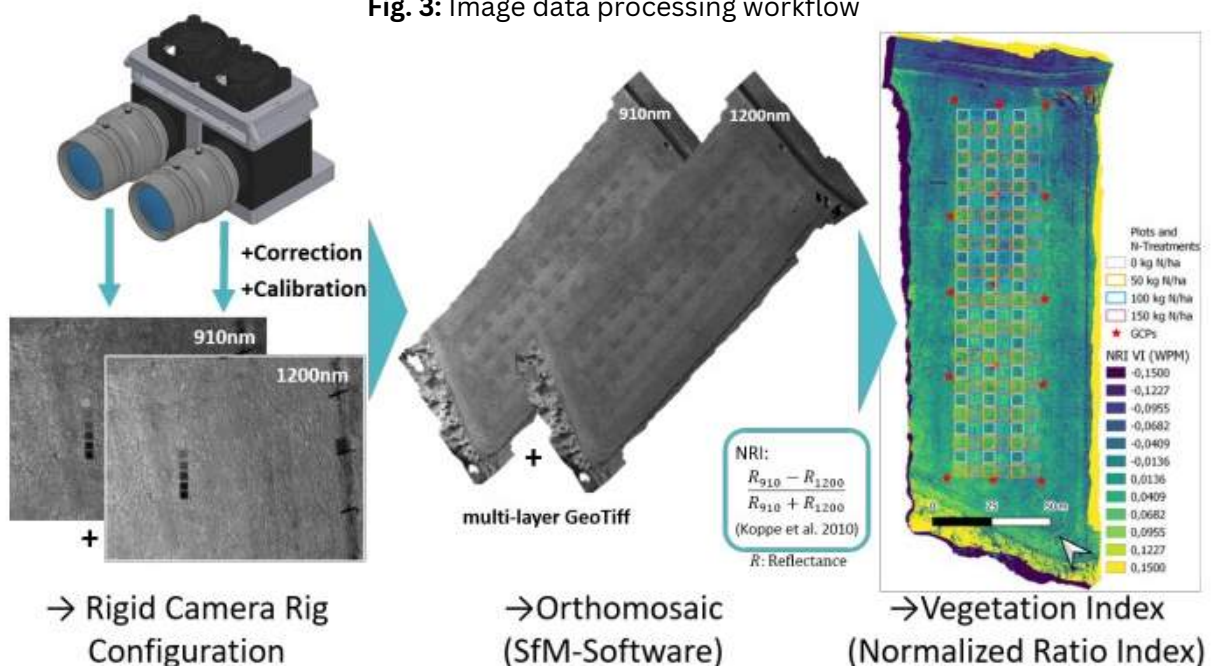 Fig. 3: Image data processing workflow
+Correction
+Calibration
910nm
1200nm
+
→ Rigid Camera Rig
Configuration
910nm
1200nm
+
multi-layer GeoTiff
→Orthomosaic
(SfM-Software)
NRI:
R910 − R1200
R910 + R1200
(Koppe et al. 2010)
R: Reflectance
Plots and
N-Treatments
0 kg N/ha
50 kg N/ha
100 kg N/ha
150 kg N/ha
GCPs
NRI VI (WPM)
-0,1500
-0,1227
-0,0955
-0,0682
-0,0409
-0,0136
0,0136
0,0409
0,0682
0,0955
0,1227
0,1500
0 25 50 m
→Vegetation Index
(Normalized Ratio Index)